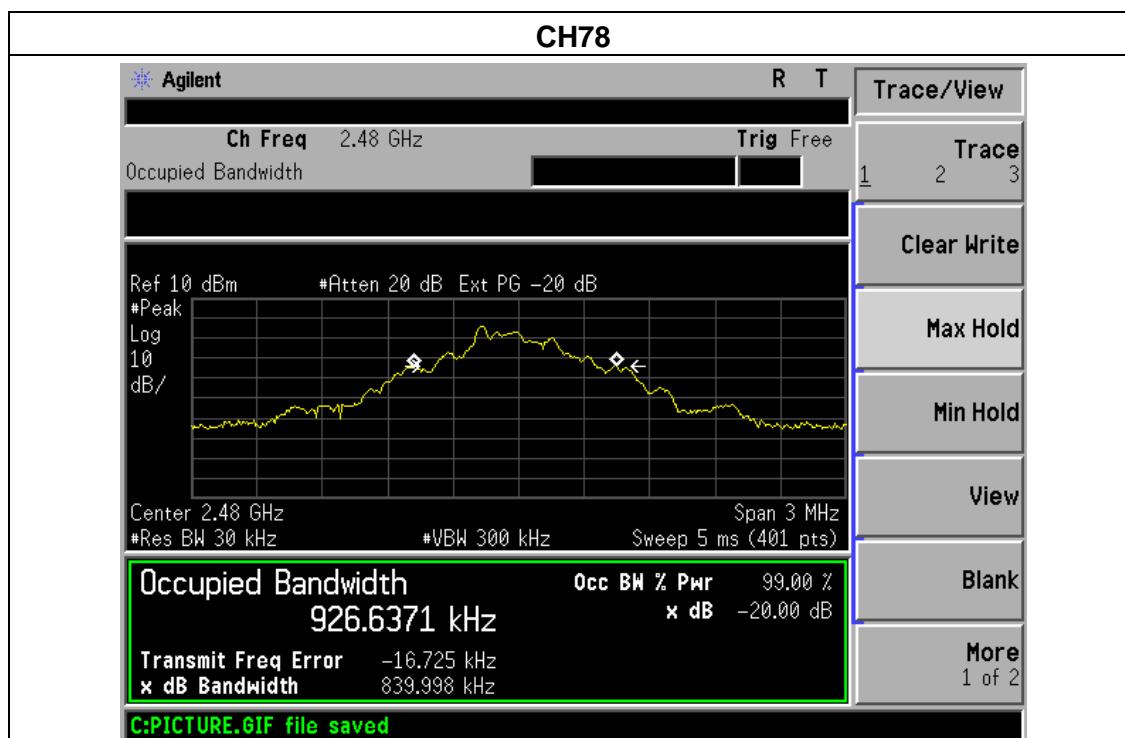 CH78
Agilent R T
Trace/View
Ch Freq 2.48 GHz Trig Free
Occupied Bandwidth
Trace
1 2 3
Clear Write
Ref 10 dBm #Atten 20 dB Ext PG -20 dB
#Peak
Log
10
dB/
Max Hold
Min Hold
View
Center 2.48 GHz Span 3 MHz
#Res BW 30 kHz #VBW 300 kHz Sweep 5 ms (401 pts)
Occupied Bandwidth Occ BW % Pwr 99.00 %
926.6371 kHz x dB -20.00 dB
Blank
Transmit Freq Error -16.725 kHz
x dB Bandwidth 839.998 kHz
More
1 of 2
C:PICTURE.GIF file saved